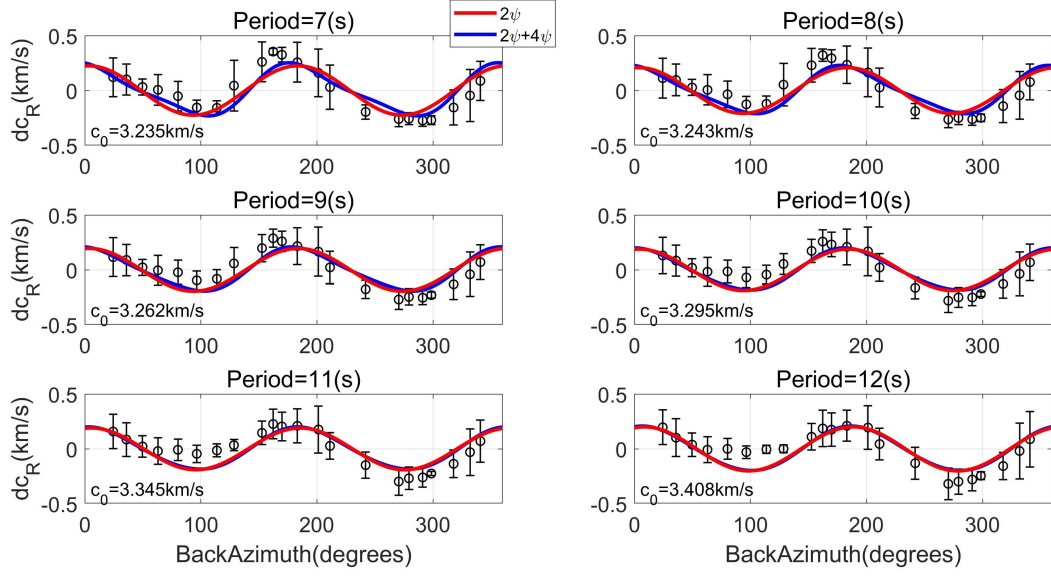 Period=7(s)
2ψ
2ψ+4ψ
Period=8(s)
dc_R(km/s)
0.5
0
-0.5
c_0=3.235km/s
0 100 200 300
0.5
0
-0.5
c_0=3.243km/s
0 100 200 300
Period=9(s)
Period=10(s)
dc_R(km/s)
0.5
0
-0.5
c_0=3.262km/s
0 100 200 300
0.5
0
-0.5
c_0=3.295km/s
0 100 200 300
Period=11(s)
Period=12(s)
dc_R(km/s)
0.5
0
-0.5
c_0=3.345km/s
0 100 200 300
BackAzimuth(degrees)
0.5
0
-0.5
c_0=3.408km/s
0 100 200 300
BackAzimuth(degrees)